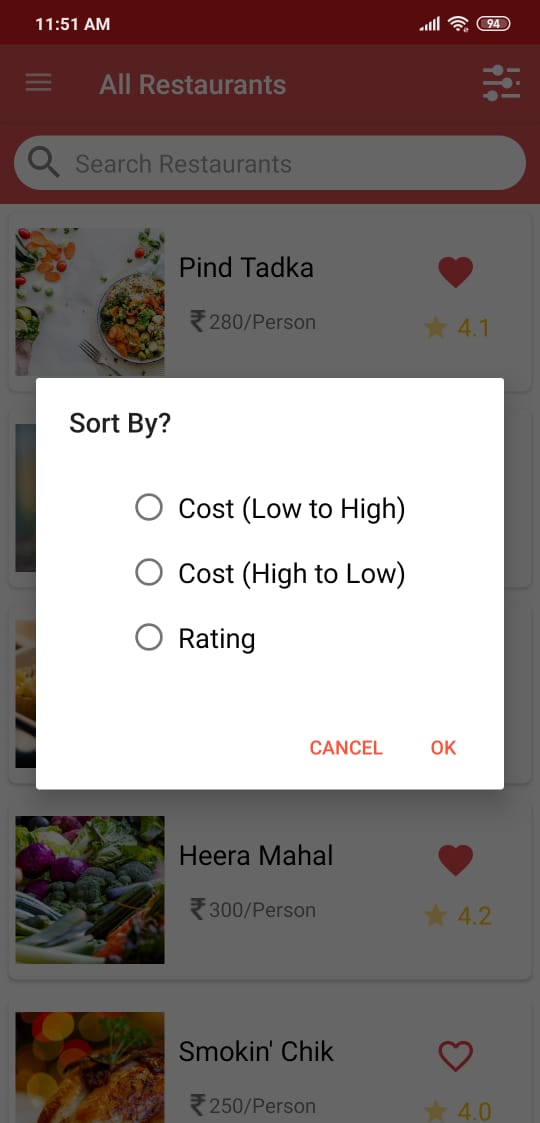 11:51 AM
94
All Restaurants
Search Restaurants
Pind Tadka
₹ 280/Person
4.1
Sort By?
Cost (Low to High)
Cost (High to Low)
Rating
CANCEL
OK
Heera Mahal
₹ 300/Person
4.2
Smokin' Chik
₹ 250/Person
4.0